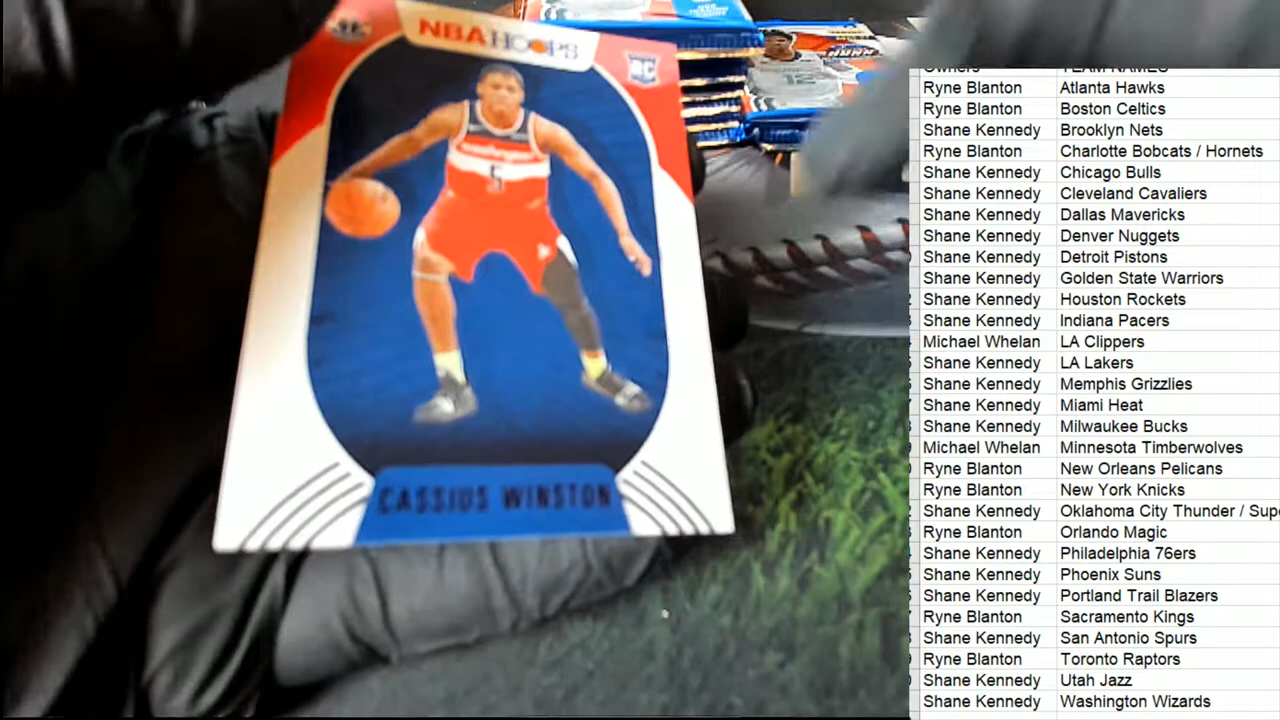 NBA HOOPS
RC
Washington
5
CASSIUS WINSTON
12
Owners TEAM NAMES
Ryne Blanton Atlanta Hawks
Ryne Blanton Boston Celtics
Shane Kennedy Brooklyn Nets
Ryne Blanton Charlotte Bobcats / Hornets
Shane Kennedy Chicago Bulls
Shane Kennedy Cleveland Cavaliers
Shane Kennedy Dallas Mavericks
Shane Kennedy Denver Nuggets
Shane Kennedy Detroit Pistons
Shane Kennedy Golden State Warriors
Shane Kennedy Houston Rockets
Shane Kennedy Indiana Pacers
Michael Whelan LA Clippers
Shane Kennedy LA Lakers
Shane Kennedy Memphis Grizzlies
Shane Kennedy Miami Heat
Shane Kennedy Milwaukee Bucks
Michael Whelan Minnesota Timberwolves
Ryne Blanton New Orleans Pelicans
Ryne Blanton New York Knicks
Shane Kennedy Oklahoma City Thunder / Sup
Ryne Blanton Orlando Magic
Shane Kennedy Philadelphia 76ers
Shane Kennedy Phoenix Suns
Shane Kennedy Portland Trail Blazers
Ryne Blanton Sacramento Kings
Shane Kennedy San Antonio Spurs
Ryne Blanton Toronto Raptors
Shane Kennedy Utah Jazz
Shane Kennedy Washington Wizards